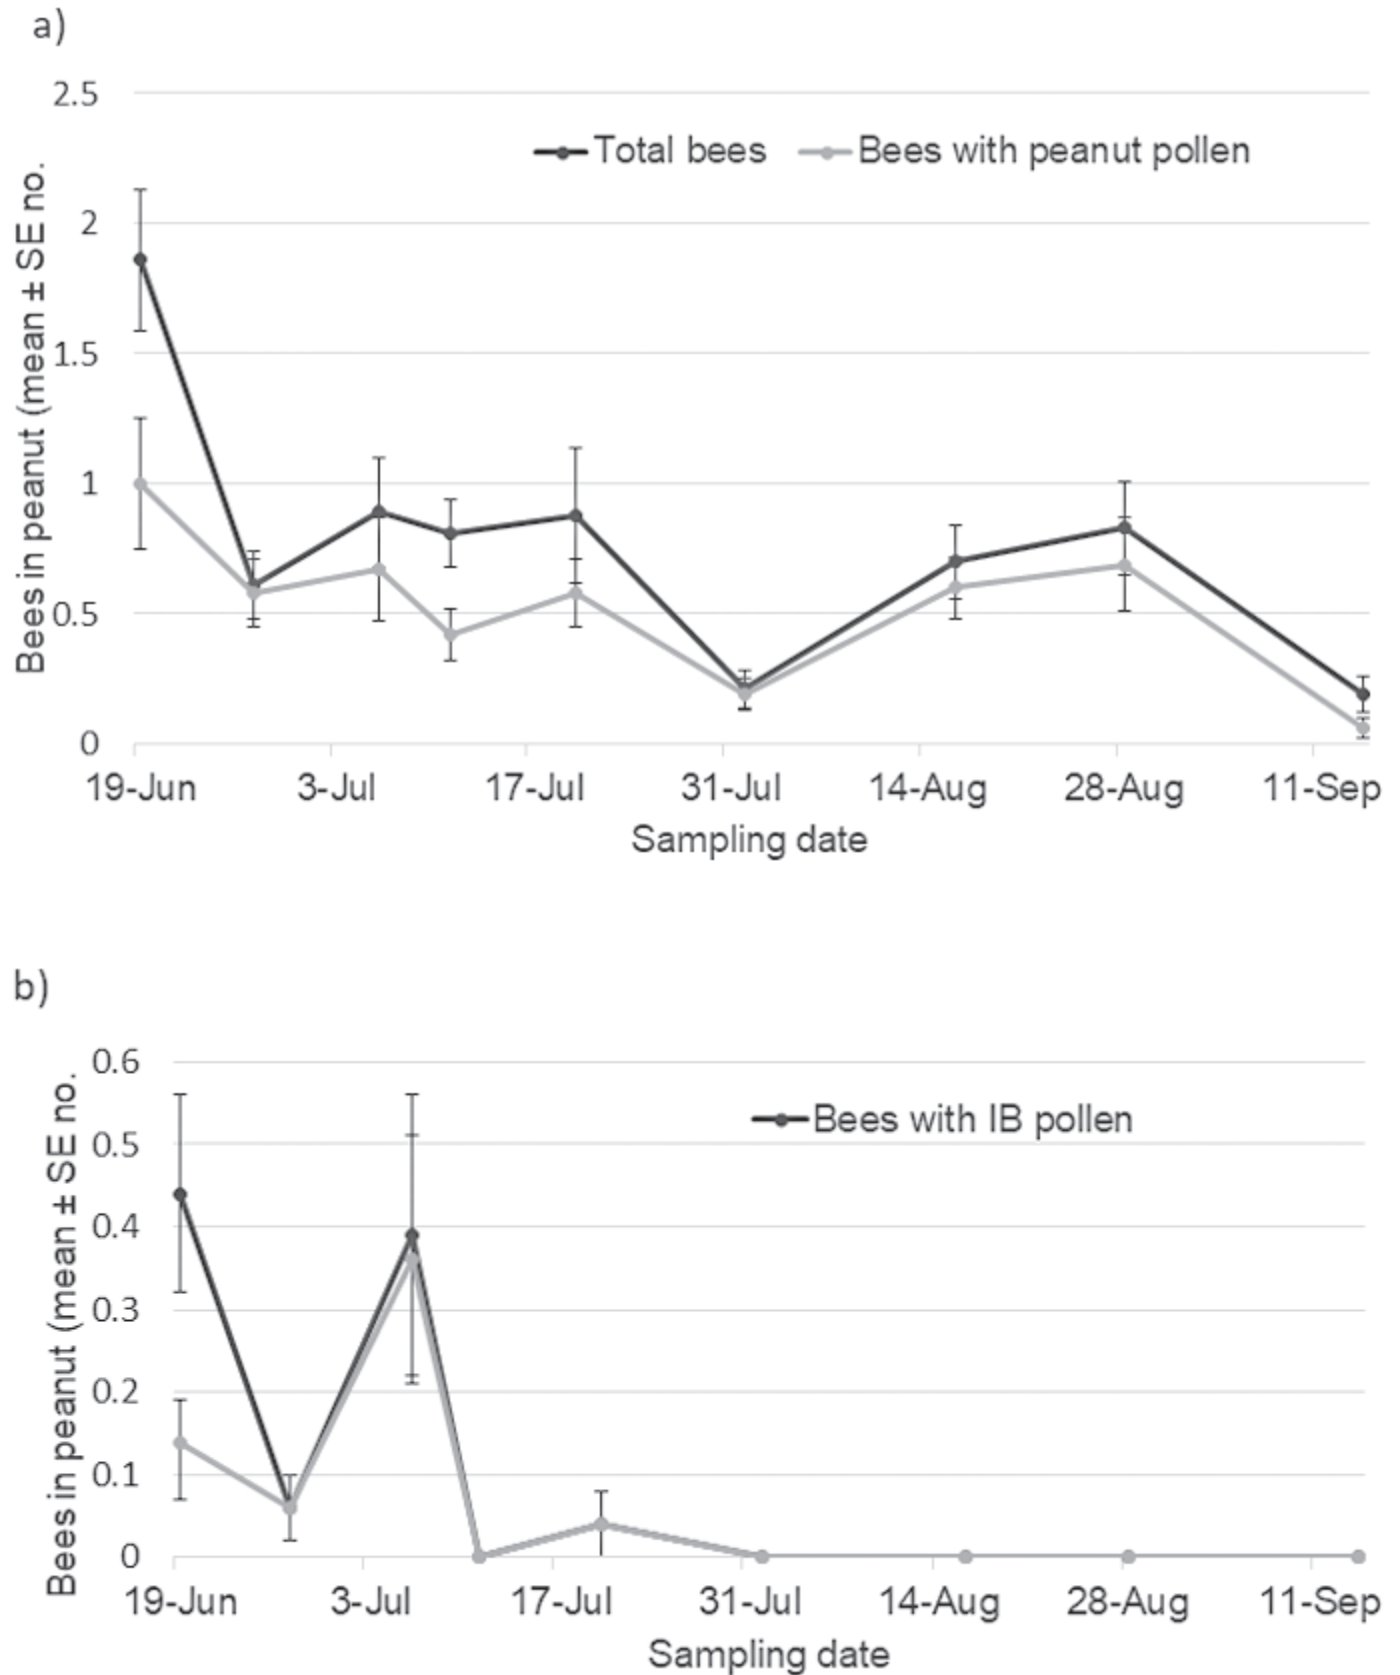 a)
2.5
Total bees Bees with peanut pollen
2
1.5
1
0.5
0
Bees in peanut (mean ± SE no.
19-Jun 3-Jul 17-Jul 31-Jul 14-Aug 28-Aug 11-Sep
Sampling date
b)
0.6
Bees with IB pollen
0.5
0.4
0.3
0.2
0.1
0
Bees in peanut (mean ± SE no.
19-Jun 3-Jul 17-Jul 31-Jul 14-Aug 28-Aug 11-Sep
Sampling date